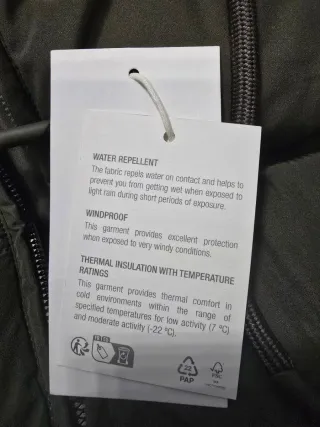 WATER REPELLENT
The fabric repels water on contact and helps to
prevent you from getting wet when exposed to
light rain during short periods of exposure.
WINDPROOF
This garment provides excellent protection
when exposed to very windy conditions.
THERMAL INSULATION WITH TEMPERATURE
RATINGS
This garment provides thermal comfort in
cold environments within the range of
specified temperatures for low activity (7 ºC)
and moderate activity (-22 ºC).
22
PAP
FSC